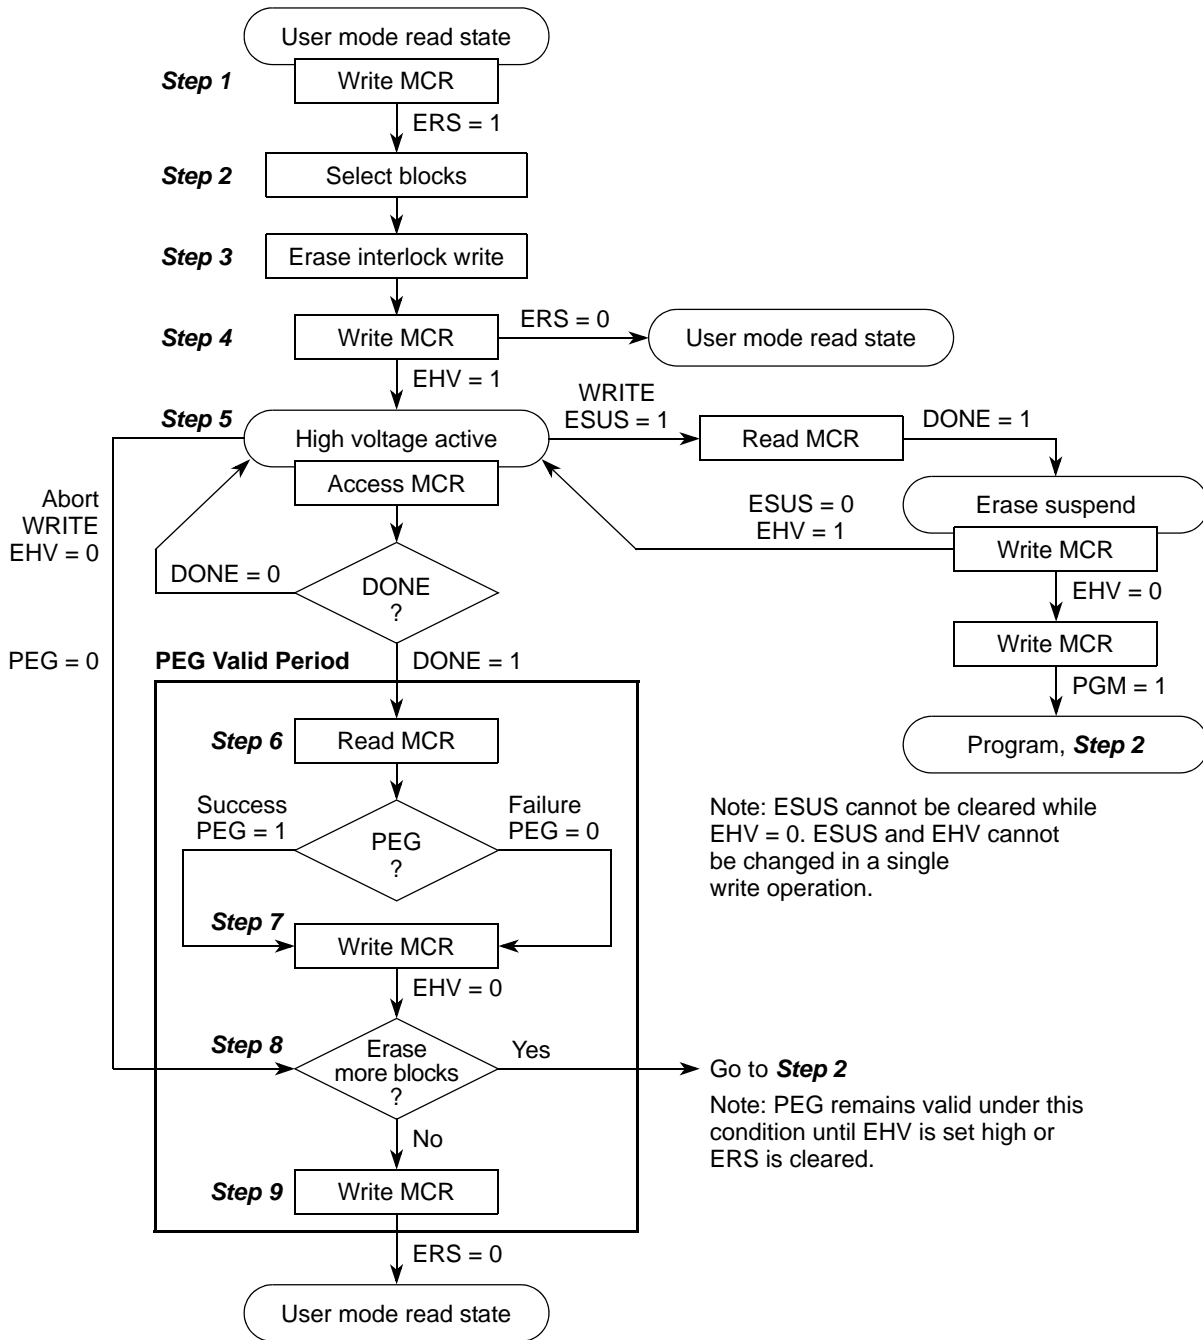 User mode read state
Step 1
Write MCR
ERS = 1
Step 2
Select blocks
Step 3
Erase interlock write
Step 4
Write MCR
ERS = 0
User mode read state
EHV = 1
Step 5
High voltage active
WRITE
ESUS = 1
Read MCR
DONE = 1
Access MCR
Abort
WRITE
EHV = 0
ESUS = 0
EHV = 1
Erase suspend
Write MCR
DONE = 0
DONE
?
EHV = 0
Write MCR
PEG = 0
PEG Valid Period
DONE = 1
PGM = 1
Step 6
Read MCR
Program, Step 2
Success
PEG = 1
PEG
?
Failure
PEG = 0
Note: ESUS cannot be cleared while
EHV = 0. ESUS and EHV cannot
be changed in a single
write operation.
Step 7
Write MCR
EHV = 0
Step 8
Erase
more blocks
?
Yes
Go to Step 2
Note: PEG remains valid under this
condition until EHV is set high or
ERS is cleared.
No
Step 9
Write MCR
ERS = 0
User mode read state